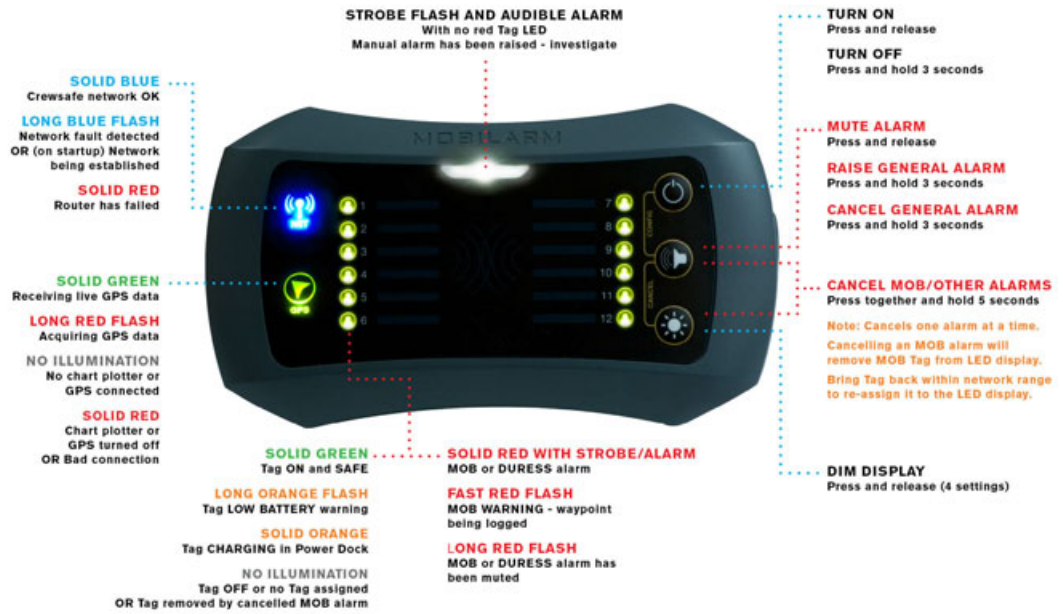 STROBE FLASH AND AUDIBLE ALARM
With no red Tag LED
Manual alarm has been raised - investigate
TURN ON
Press and release
TURN OFF
Press and hold 3 seconds
SOLID BLUE
Crewsafe network OK
LONG BLUE FLASH
Network fault detected
OR (on startup) Network
being established
SOLID RED
Router has failed
MOBILARM
MUTE ALARM
Press and release
RAISE GENERAL ALARM
Press and hold 3 seconds
CANCEL GENERAL ALARM
Press and hold 3 seconds
NET
1
2
3
4
5
6
7
8
9
10
11
12
CONFIG
CANCEL
GPS
SOLID GREEN
Receiving live GPS data
LONG RED FLASH
Acquiring GPS data
NO ILLUMINATION
No chart plotter or
GPS connected
SOLID RED
Chart plotter or
GPS turned off
OR Bad connection
CANCEL MOB/OTHER ALARMS
Press together and hold 5 seconds
Note: Cancels one alarm at a time.
Cancelling an MOB alarm will
remove MOB Tag from LED display.
Bring Tag back within network range
to re-assign it to the LED display.
DIM DISPLAY
Press and release (4 settings)
SOLID GREEN
Tag ON and SAFE
LONG ORANGE FLASH
Tag LOW BATTERY warning
SOLID ORANGE
Tag CHARGING in Power Dock
NO ILLUMINATION
Tag OFF or no Tag assigned
OR Tag removed by cancelled MOB alarm
SOLID RED WITH STROBE/ALARM
MOB or DURESS alarm
FAST RED FLASH
MOB WARNING - waypoint
being logged
LONG RED FLASH
MOB or DURESS alarm has
been muted